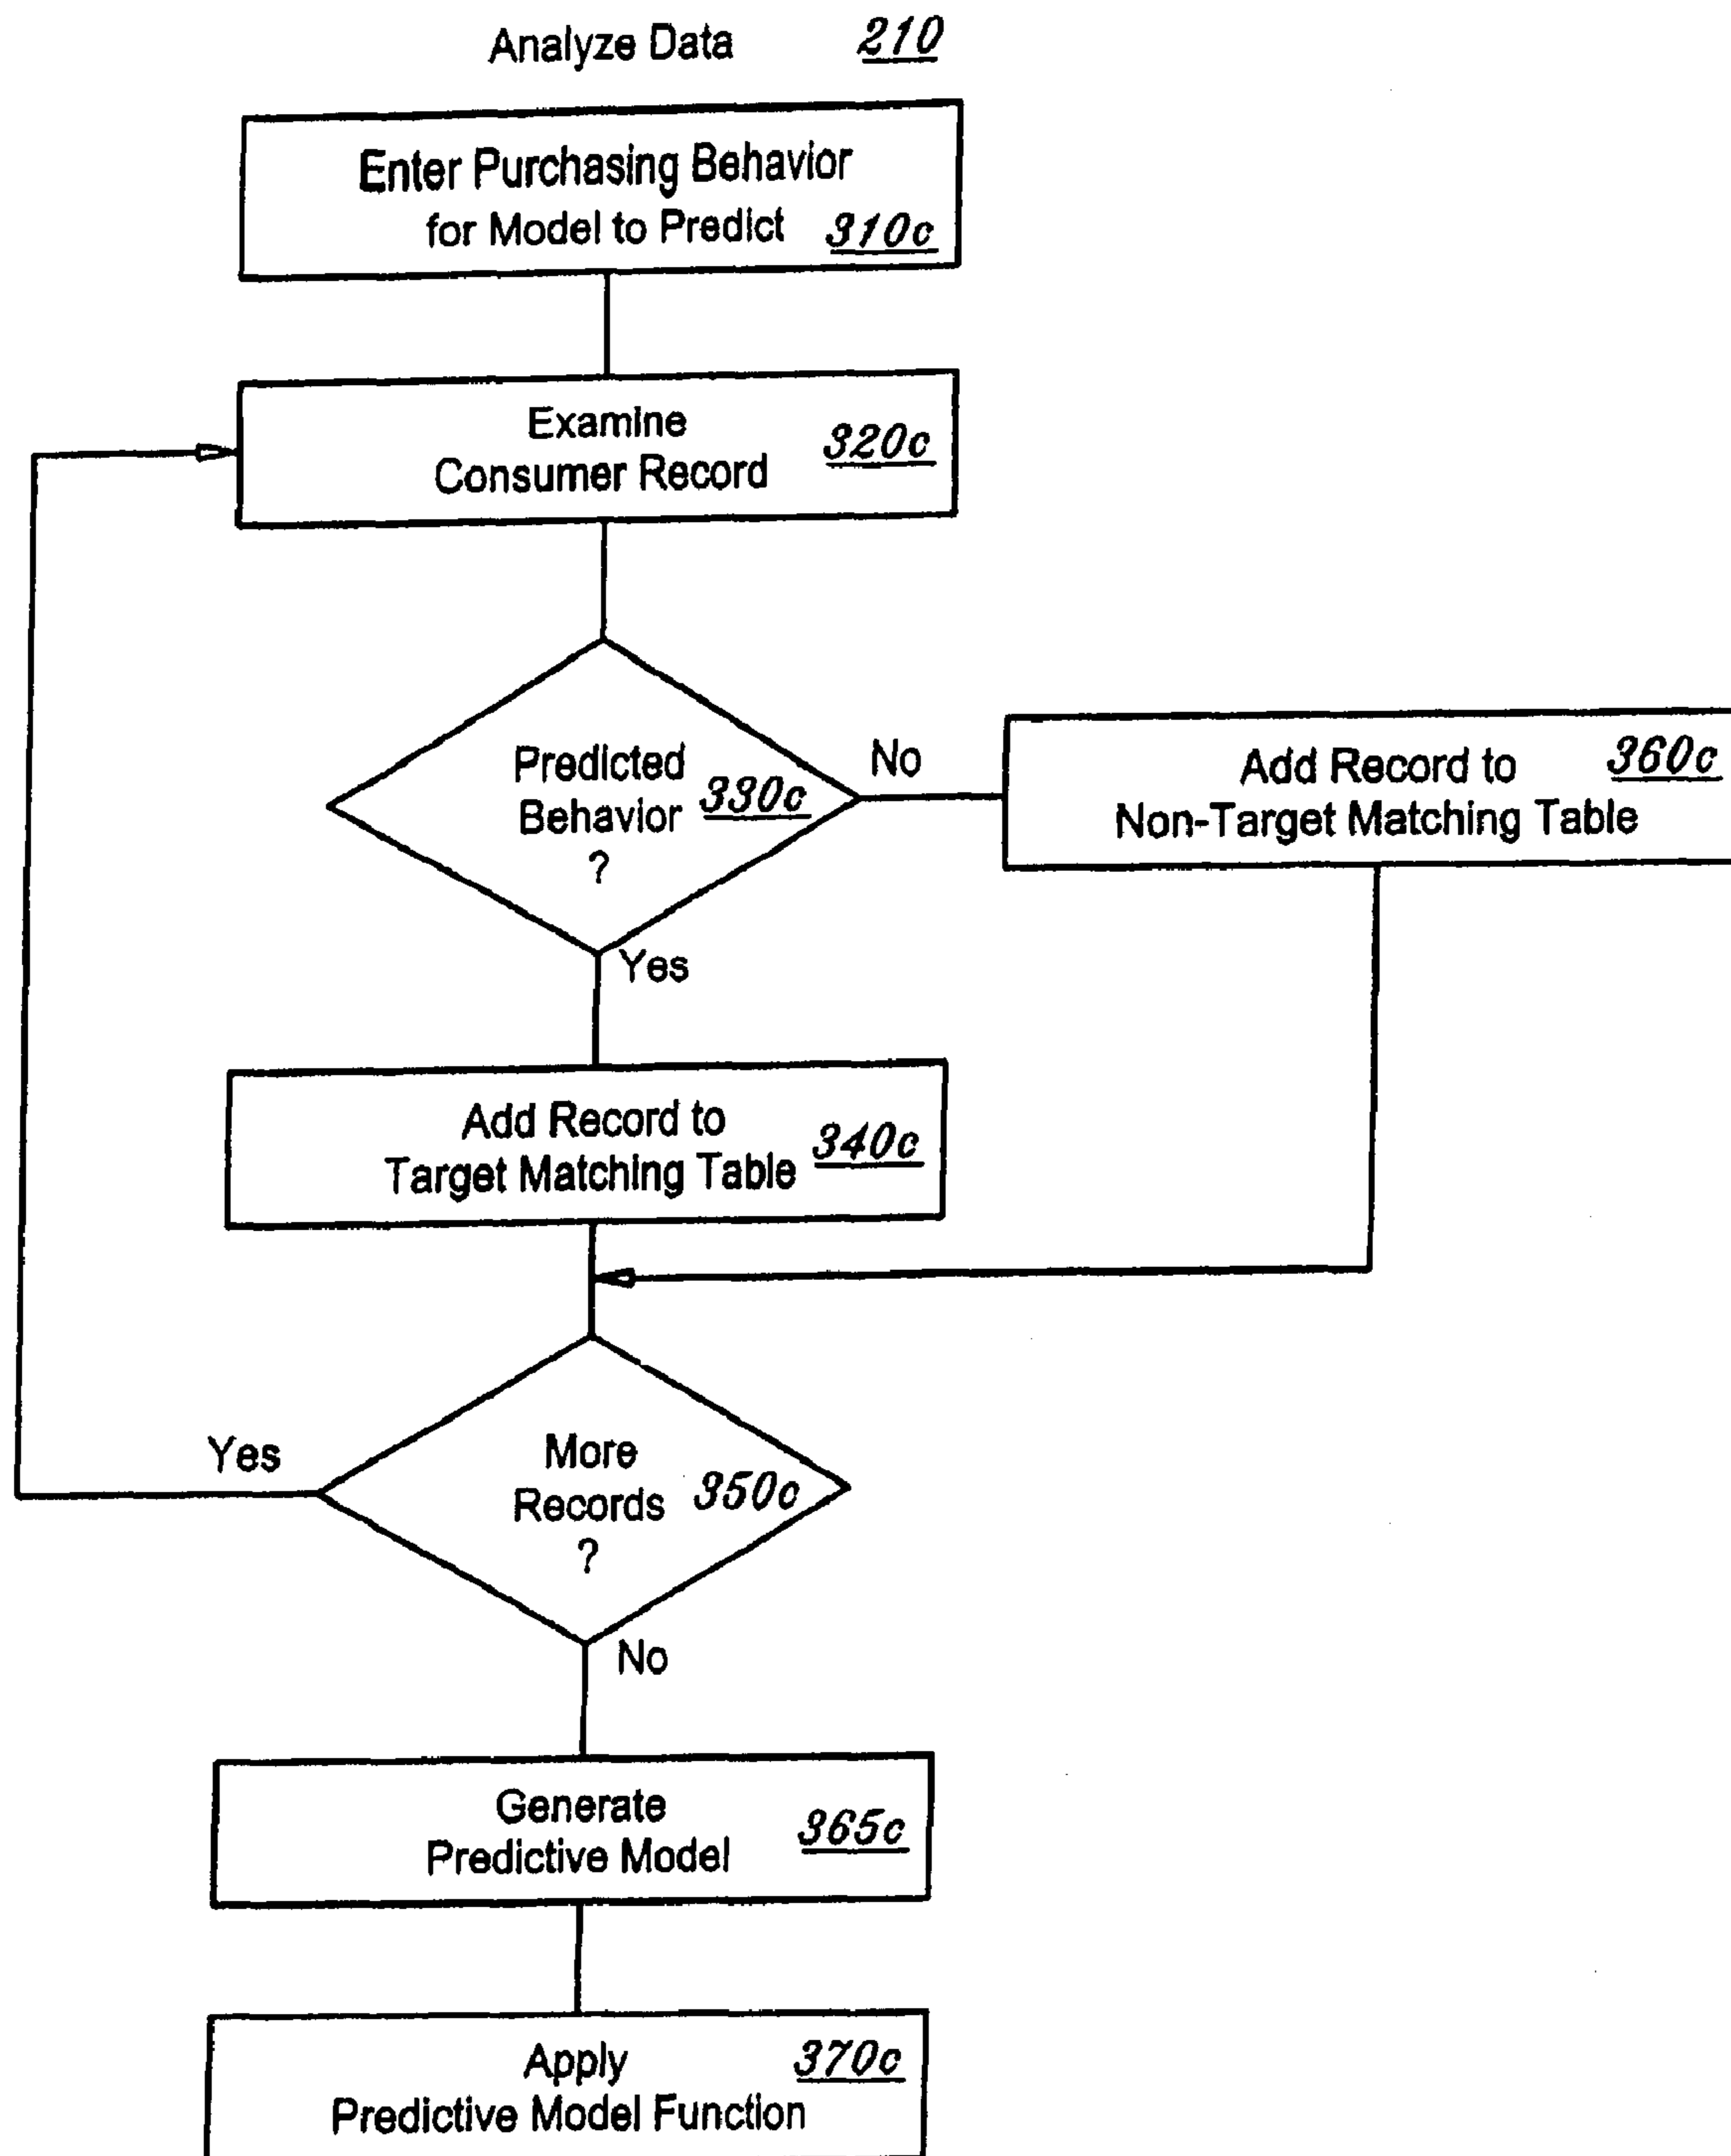 Analyze Data 210
Enter Purchasing Behavior
for Model to Predict 310c
Examine
Consumer Record 320c
Predicted
Behavior 330c
?
No
Add Record to 360c
Non-Target Matching Table
Yes
Add Record to
Target Matching Table 340c
Yes
More
Records 350c
?
No
Generate
Predictive Model 365c
Apply 370c
Predictive Model Function